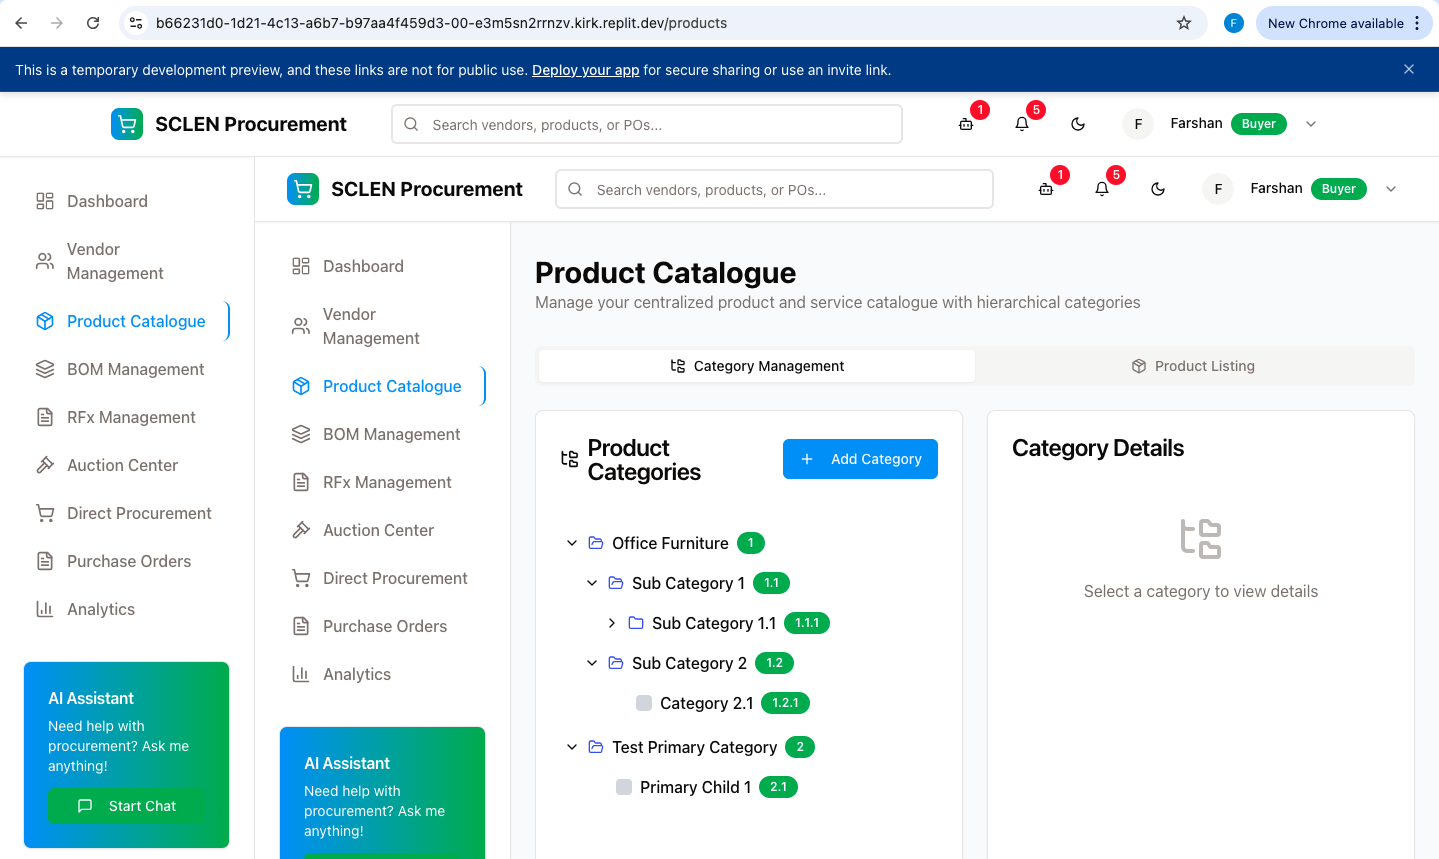 b66231d0-1d21-4c13-a6b7-b97aa4f459d3-00-e3m5sn2rrnzv.kirk.replit.dev/products
F
New Chrome available
This is a temporary development preview, and these links are not for public use. Deploy your app for secure sharing or use an invite link.
SCLEN Procurement
Search vendors, products, or POs...
1
5
F
Farshan
Buyer
Dashboard
Vendor
Management
Product Catalogue
BOM Management
RFx Management
Auction Center
Direct Procurement
Purchase Orders
Analytics
AI Assistant
Need help with
procurement? Ask me
anything!
Start Chat
SCLEN Procurement
Search vendors, products, or POs...
1
5
F
Farshan
Buyer
Dashboard
Vendor
Management
Product Catalogue
BOM Management
RFx Management
Auction Center
Direct Procurement
Purchase Orders
Analytics
AI Assistant
Need help with
procurement? Ask me
anything!
Product Catalogue
Manage your centralized product and service catalogue with hierarchical categories
Category Management
Product Listing
Product
Categories
Add Category
Office Furniture 1
Sub Category 1 1.1
Sub Category 1.1 1.1.1
Sub Category 2 1.2
Category 2.1 1.2.1
Test Primary Category 2
Primary Child 1 2.1
Category Details
Select a category to view details